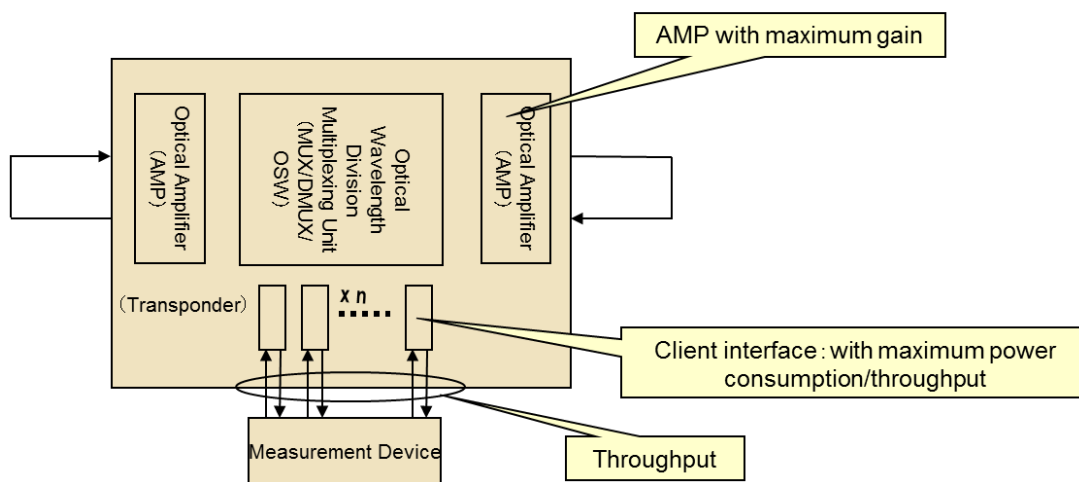 AMP with maximum gain
Optical Amplifier
（AMP）
Optical
Wavelength
Division
Multiplexing Unit
（MUX/DMUX/
OSW）
Optical Amplifier
（AMP）
（Transponder）
x n
Client interface：with maximum power
consumption/throughput
Throughput
Measurement Device